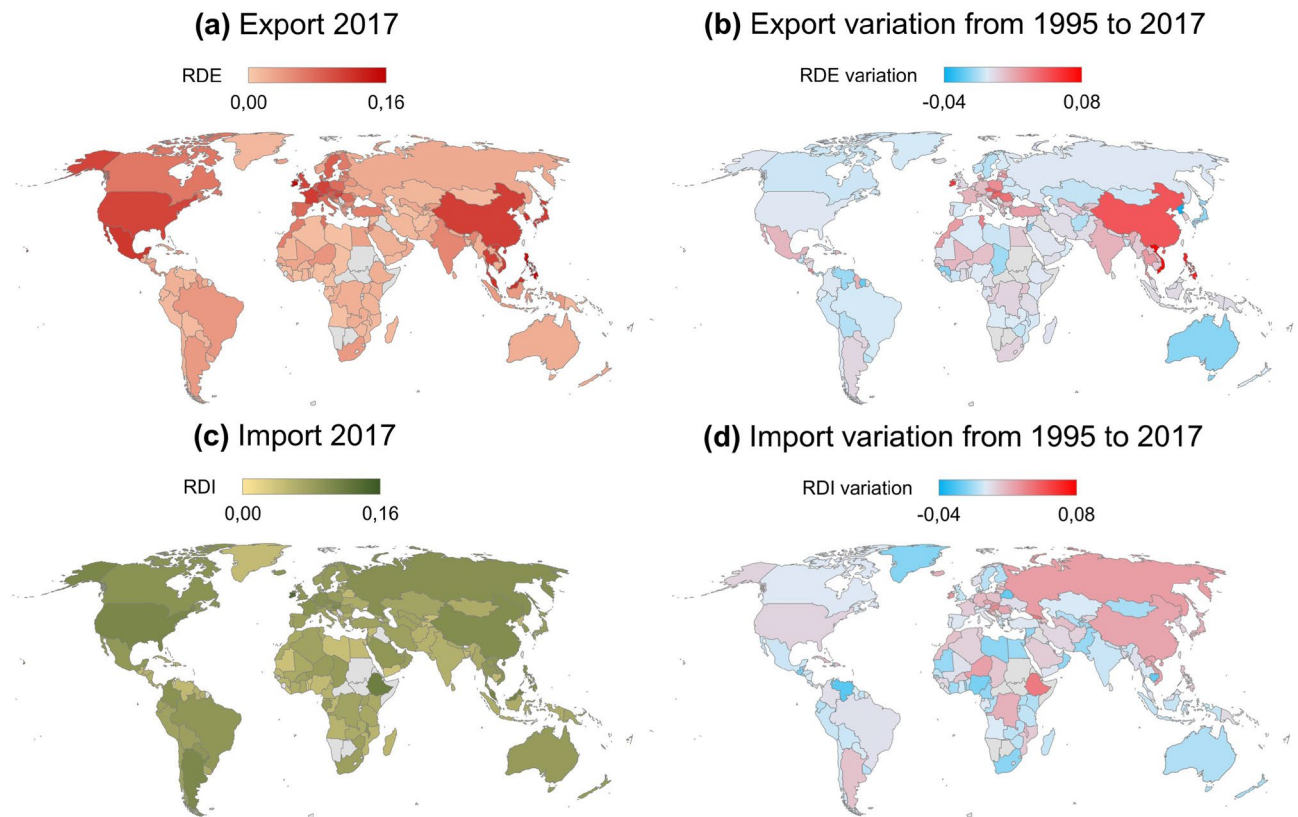 (a) Export 2017
RDE
0,00 0,16
(b) Export variation from 1995 to 2017
RDE variation
-0,04 0,08
(c) Import 2017
RDI
0,00 0,16
(d) Import variation from 1995 to 2017
RDI variation
-0,04 0,08